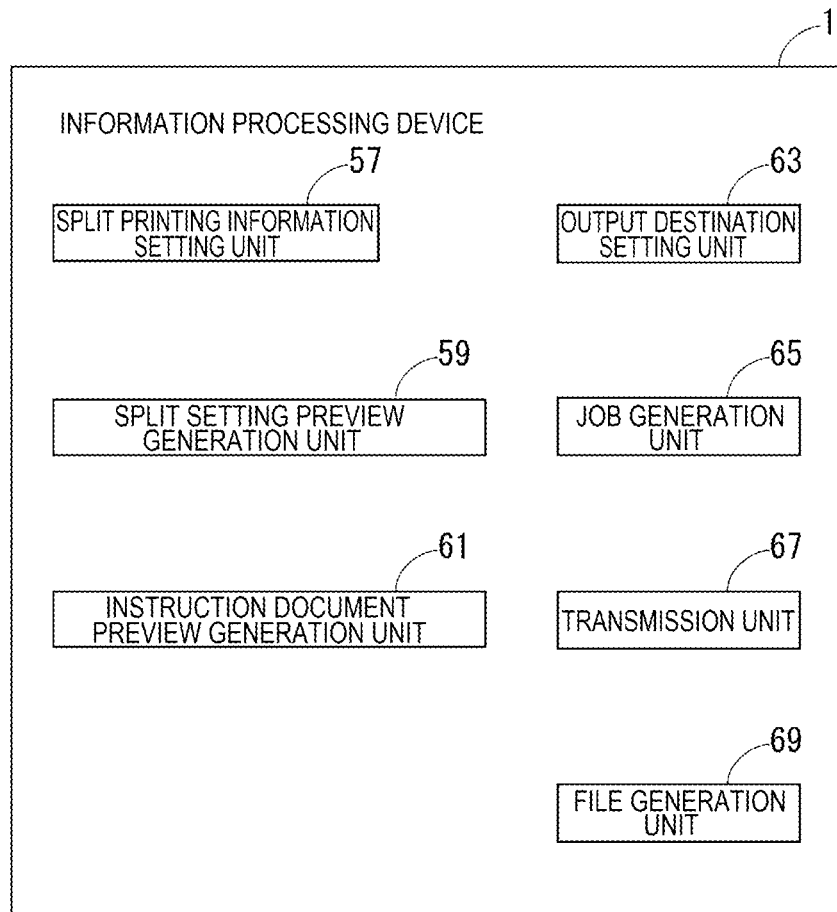 1
INFORMATION PROCESSING DEVICE
57
SPLIT PRINTING INFORMATION
SETTING UNIT
63
OUTPUT DESTINATION
SETTING UNIT
59
SPLIT SETTING PREVIEW
GENERATION UNIT
65
JOB GENERATION
UNIT
61
INSTRUCTION DOCUMENT
PREVIEW GENERATION UNIT
67
TRANSMISSION UNIT
69
FILE GENERATION
UNIT